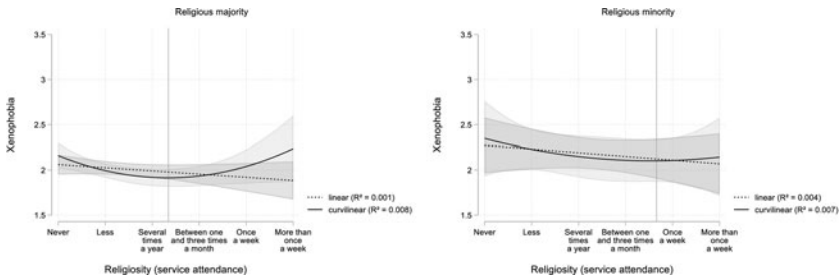 Religious majority
3.5
3
2.5
2
1.5
Xenophobia
Never
Less
Several
times
a year
Between one
and three times
a month
Once
a week
More than
once
a week
Religiosity (service attendance)
linear (R² = 0.001)
curvilinear (R² = 0.008)
Religious minority
3.5
3
2.5
2
1.5
Xenophobia
Never
Less
Several
times
a year
Between one
and three times
a month
Once
a week
More than
once
a week
Religiosity (service attendance)
linear (R² = 0.004)
curvilinear (R² = 0.007)